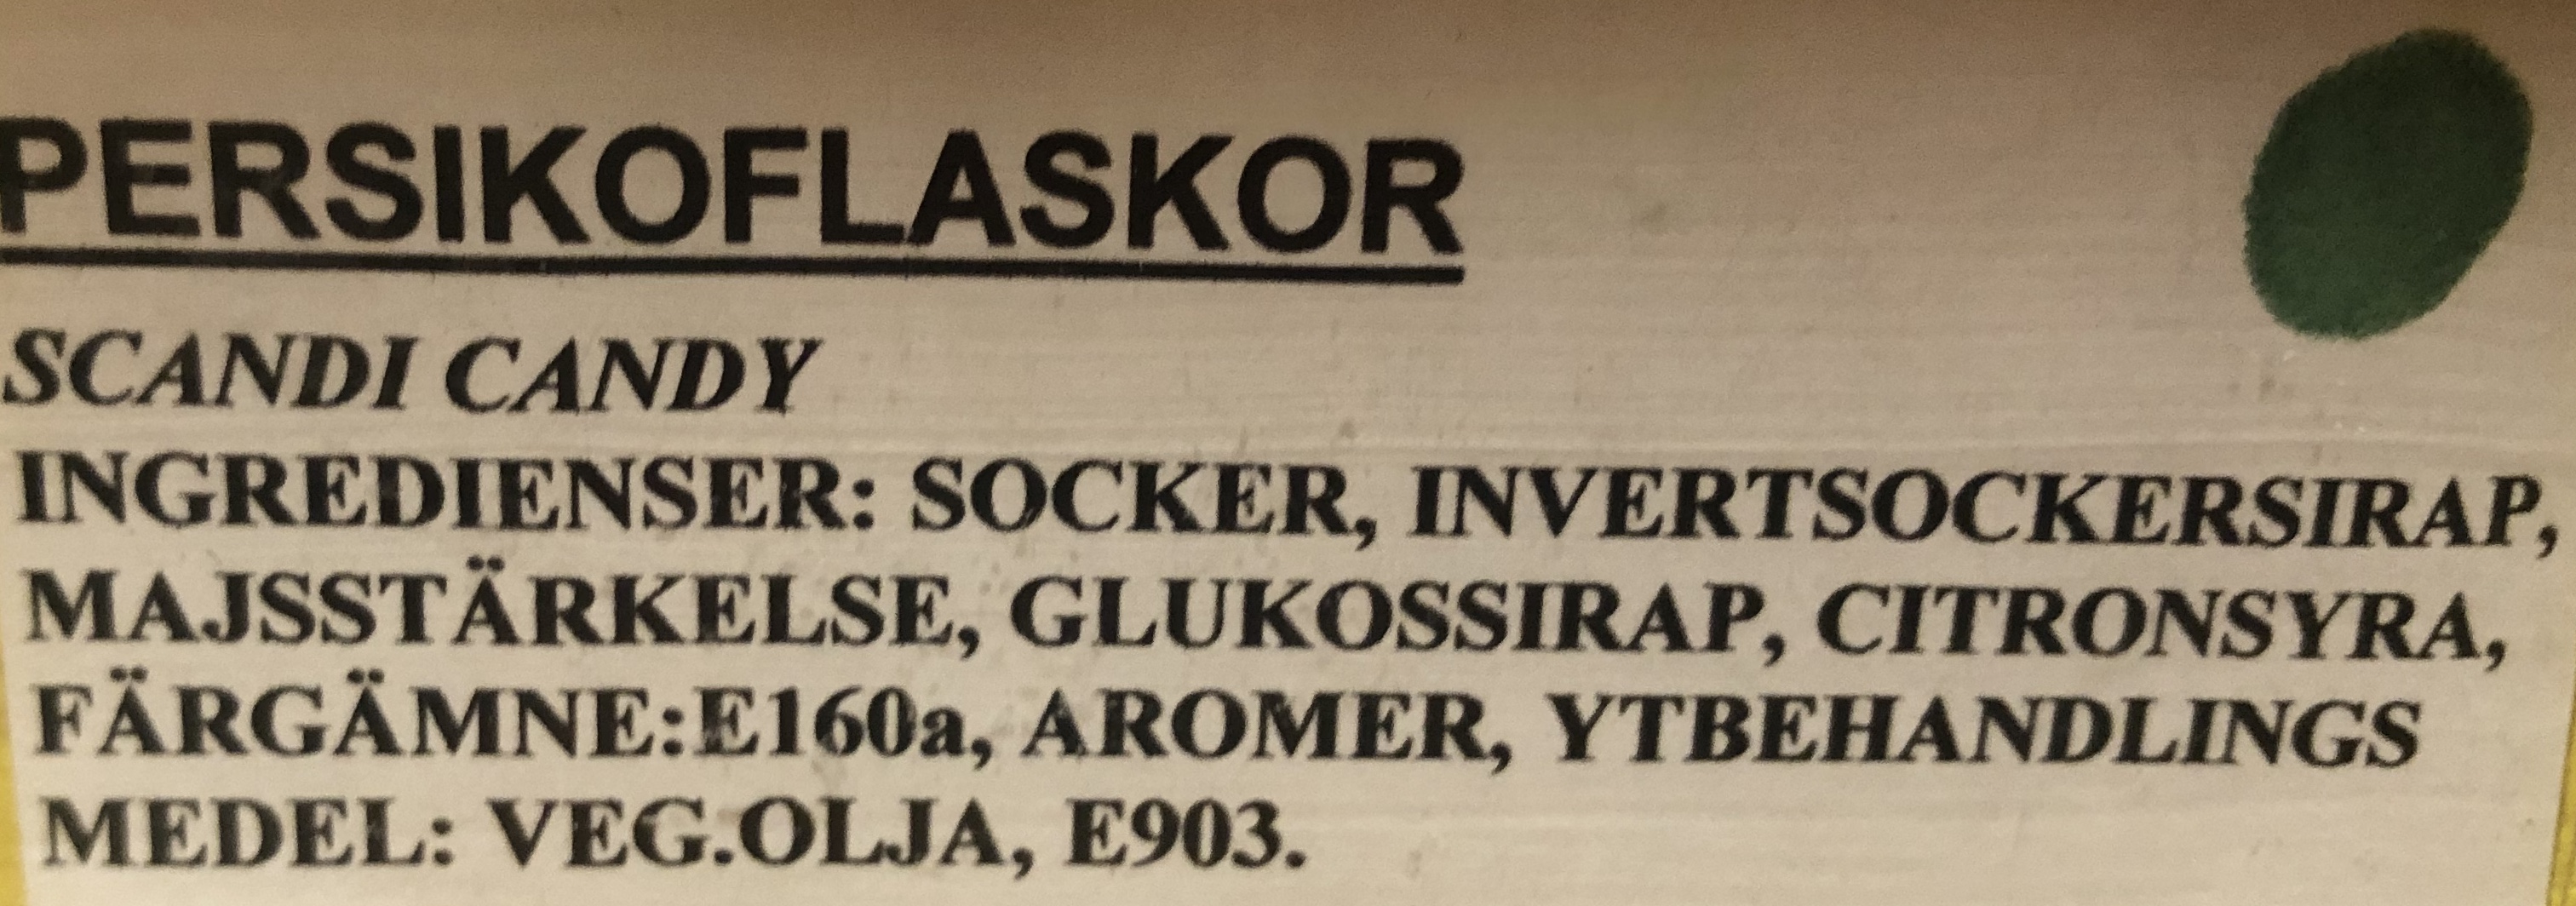 PERSIKOFLASKOR
SCANDI CANDY
INGREDIENSER: SOCKER, INVERTSOCKERSIRAP,
MAJSSTÄRKELSE, GLUKOSSIRAP, CITRONSYRA,
FÄRGÄMNE:E160a, AROMER, YTBEHANDLINGS
MEDEL: VEG.OLJA, E903.